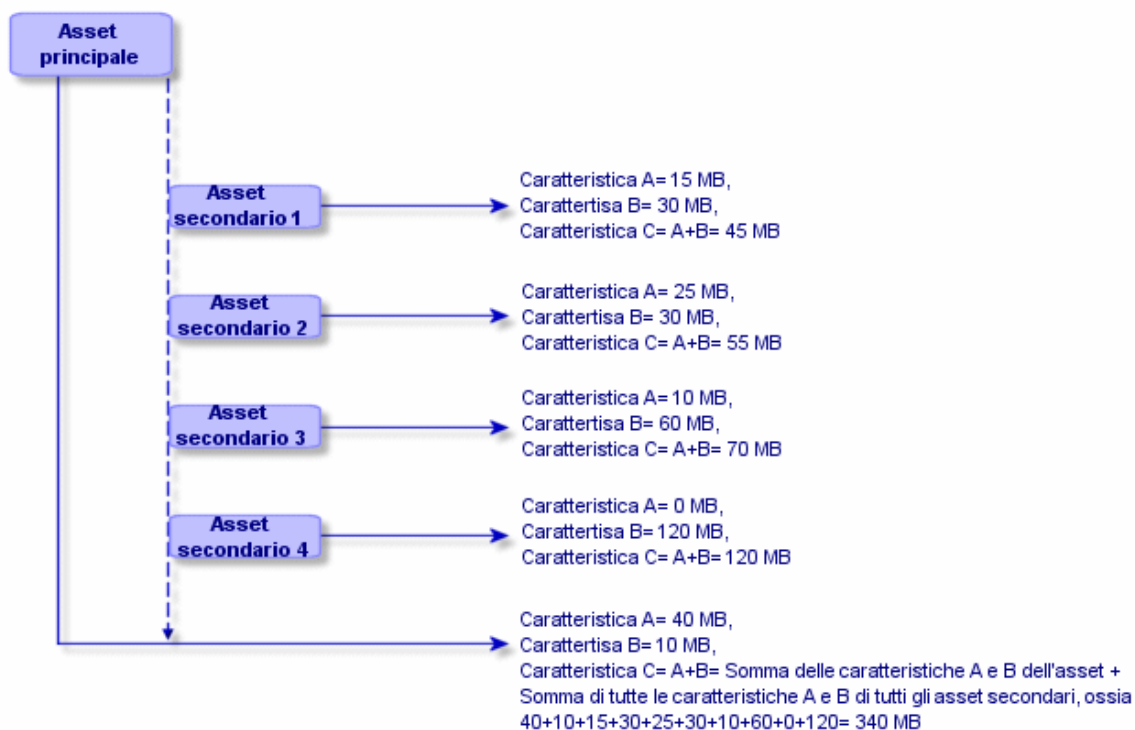 Asset
principale
Asset
secondario 1
Caratteristica A= 15 MB,
Carattertisa B= 30 MB,
Caratteristica C= A+B= 45 MB
Asset
secondario 2
Caratteristica A= 25 MB,
Carattertisa B= 30 MB,
Caratteristica C= A+B= 55 MB
Asset
secondario 3
Caratteristica A= 10 MB,
Carattertisa B= 60 MB,
Caratteristica C= A+B= 70 MB
Asset
secondario 4
Caratteristica A= 0 MB,
Carattertisa B= 120 MB,
Caratteristica C= A+B= 120 MB
Caratteristica A= 40 MB,
Carattertisa B= 10 MB,
Caratteristica C= A+B= Somma delle caratteristiche A e B dell'asset +
Somma di tutte le caratteristiche A e B di tutti gli asset secondari, ossia
40+10+15+30+25+30+10+60+0+120= 340 MB